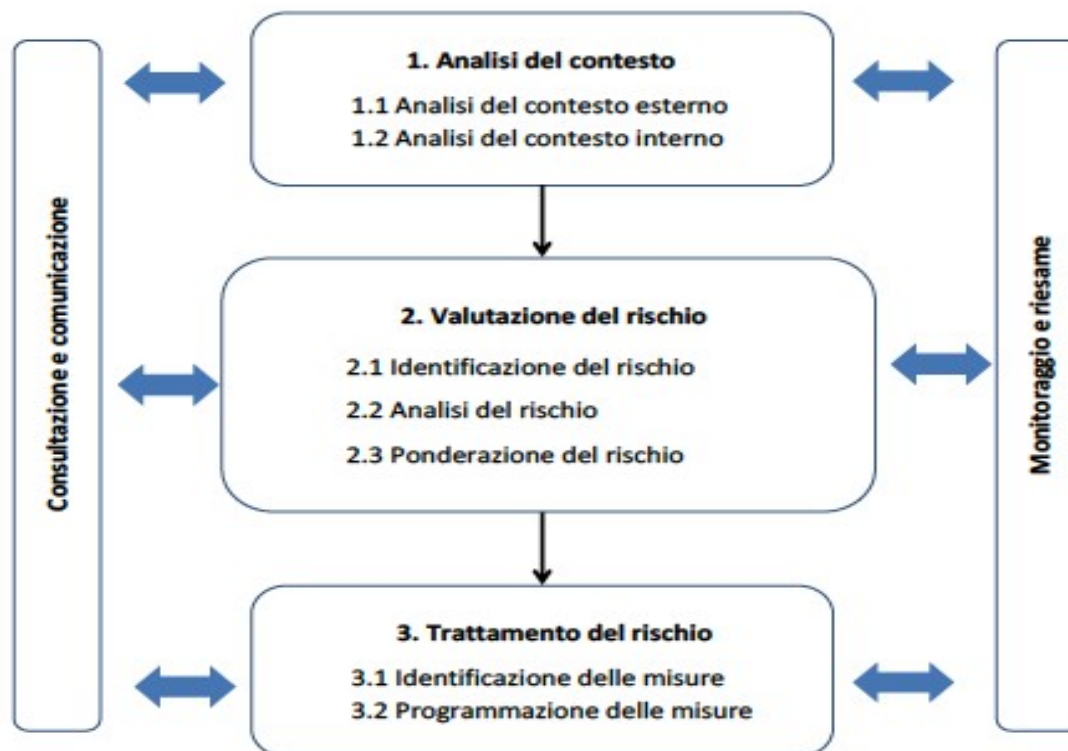 Consultazione e comunicazione
1. Analisi del contesto
1.1 Analisi del contesto esterno
1.2 Analisi del contesto interno
2. Valutazione del rischio
2.1 Identificazione del rischio
2.2 Analisi del rischio
2.3 Ponderazione del rischio
3. Trattamento del rischio
3.1 Identificazione delle misure
3.2 Programmazione delle misure
Monitoraggio e riesame